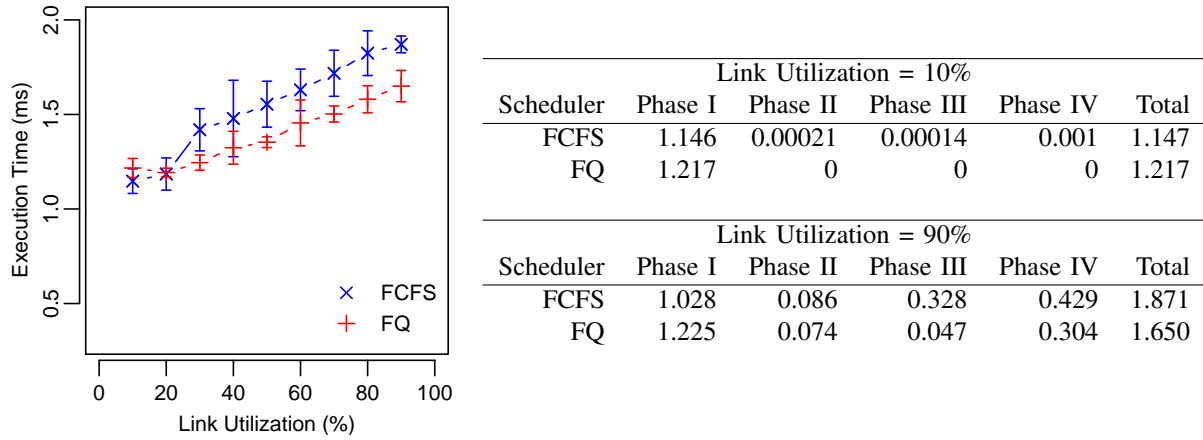 Execution Time (ms)
2.0
1.5
1.0
0.5
FCFS
FQ
0 20 40 60 80 100
Link Utilization (%)
Link Utilization = 10%
Scheduler Phase I Phase II Phase III Phase IV Total
FCFS 1.146 0.00021 0.00014 0.001 1.147
FQ 1.217 0 0 0 1.217
Link Utilization = 90%
Scheduler Phase I Phase II Phase III Phase IV Total
FCFS 1.028 0.086 0.328 0.429 1.871
FQ 1.225 0.074 0.047 0.304 1.650